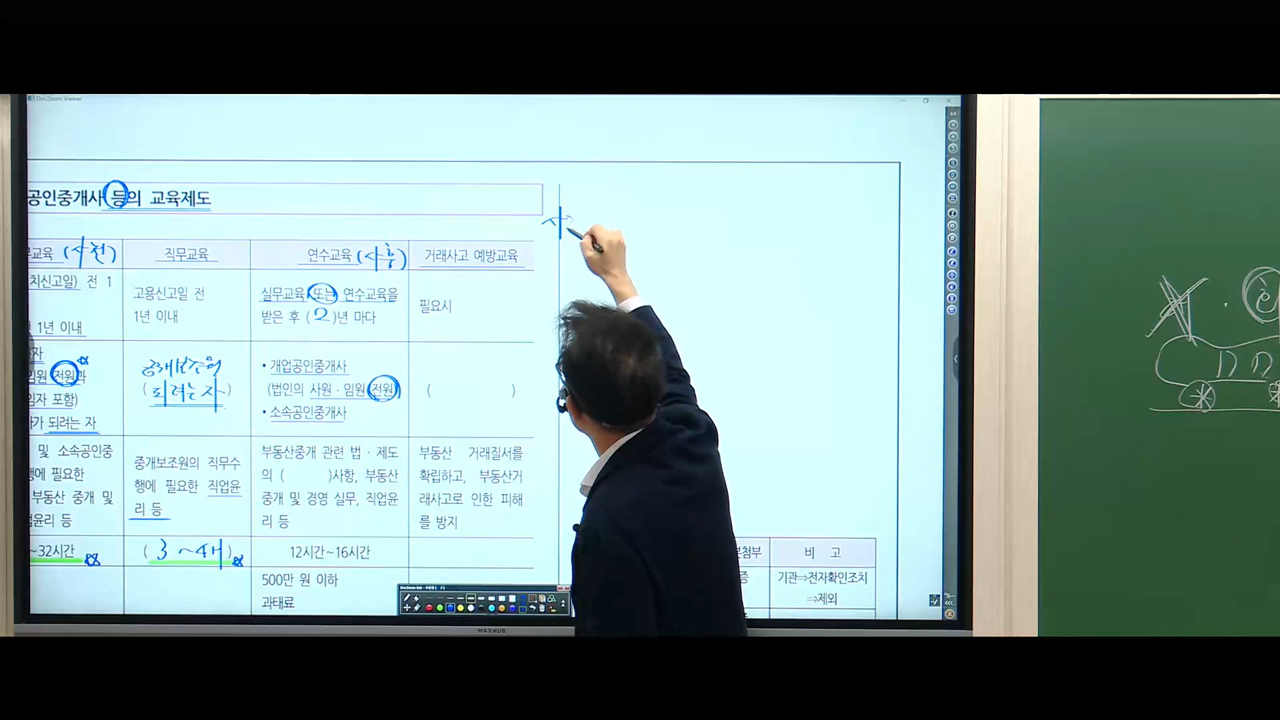 DocZoom Viewer
공인중개사 등의 교육제도
교육 (사전)
직무교육
연수교육 (사후)
거래사고 예방교육
치신고일) 전 1
1년 이내
고용신고일 전
1년 이내
실무교육 또는 연수교육을
받은 후 ( 2 )년 마다
필요시
임원 전원과
임자 포함)
가 되려는 자
중개보조원이
( 되려는 자 )
• 개업공인중개사
(법인의 사원 · 임원 전원)
• 소속공인중개사
( )
및 소속공인중
행에 필요한
부동산 중개 및
업윤리 등
중개보조원의 직무수
행에 필요한 직업윤
리 등
부동산중개 관련 법 · 제도
의 ( )사항, 부동산
중개 및 경영 실무, 직업윤
리 등
부동산 거래질서를
확립하고, 부동산거
래사고로 인한 피해
를 방지
~32시간
( 3 ~4시 )
12시간~16시간
500만 원 이하
과태료
본첨부
비 고
증
기관⇒전자확인조치
⇒제외
MAXHUB